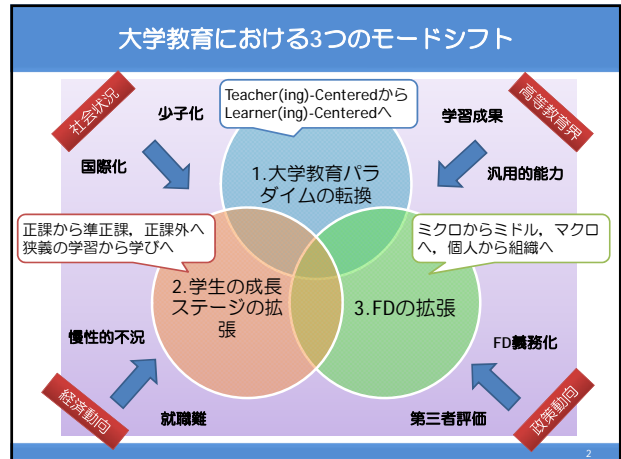 大学教育における3つのモードシフト
社会状況
少子化
国際化
Teacher(ing)-Centeredから
Learner(ing)-Centeredへ
学習成果
高等教育界
汎用的能力
1.大学教育パラ
ダイムの転換
正課から準正課，正課外へ
狭義の学習から学びへ
ミクロからミドル，マクロ
へ，個人から組織へ
2.学生の成長
ステージの拡
張
3.FDの拡張
慢性的不況
FD義務化
経済動向
就職難
第三者評価
政策動向
2